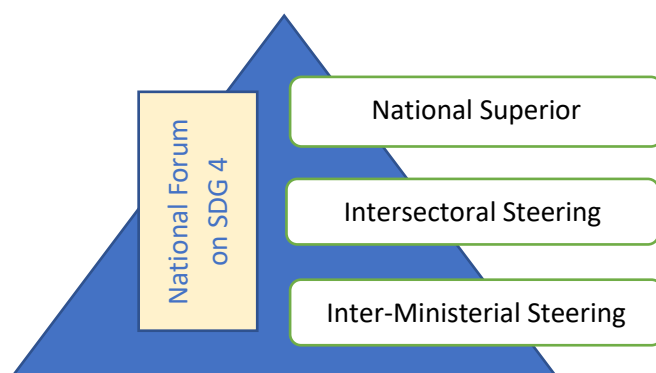 National Forum
on SDG 4
National Superior
Intersectoral Steering
Inter-Ministerial Steering